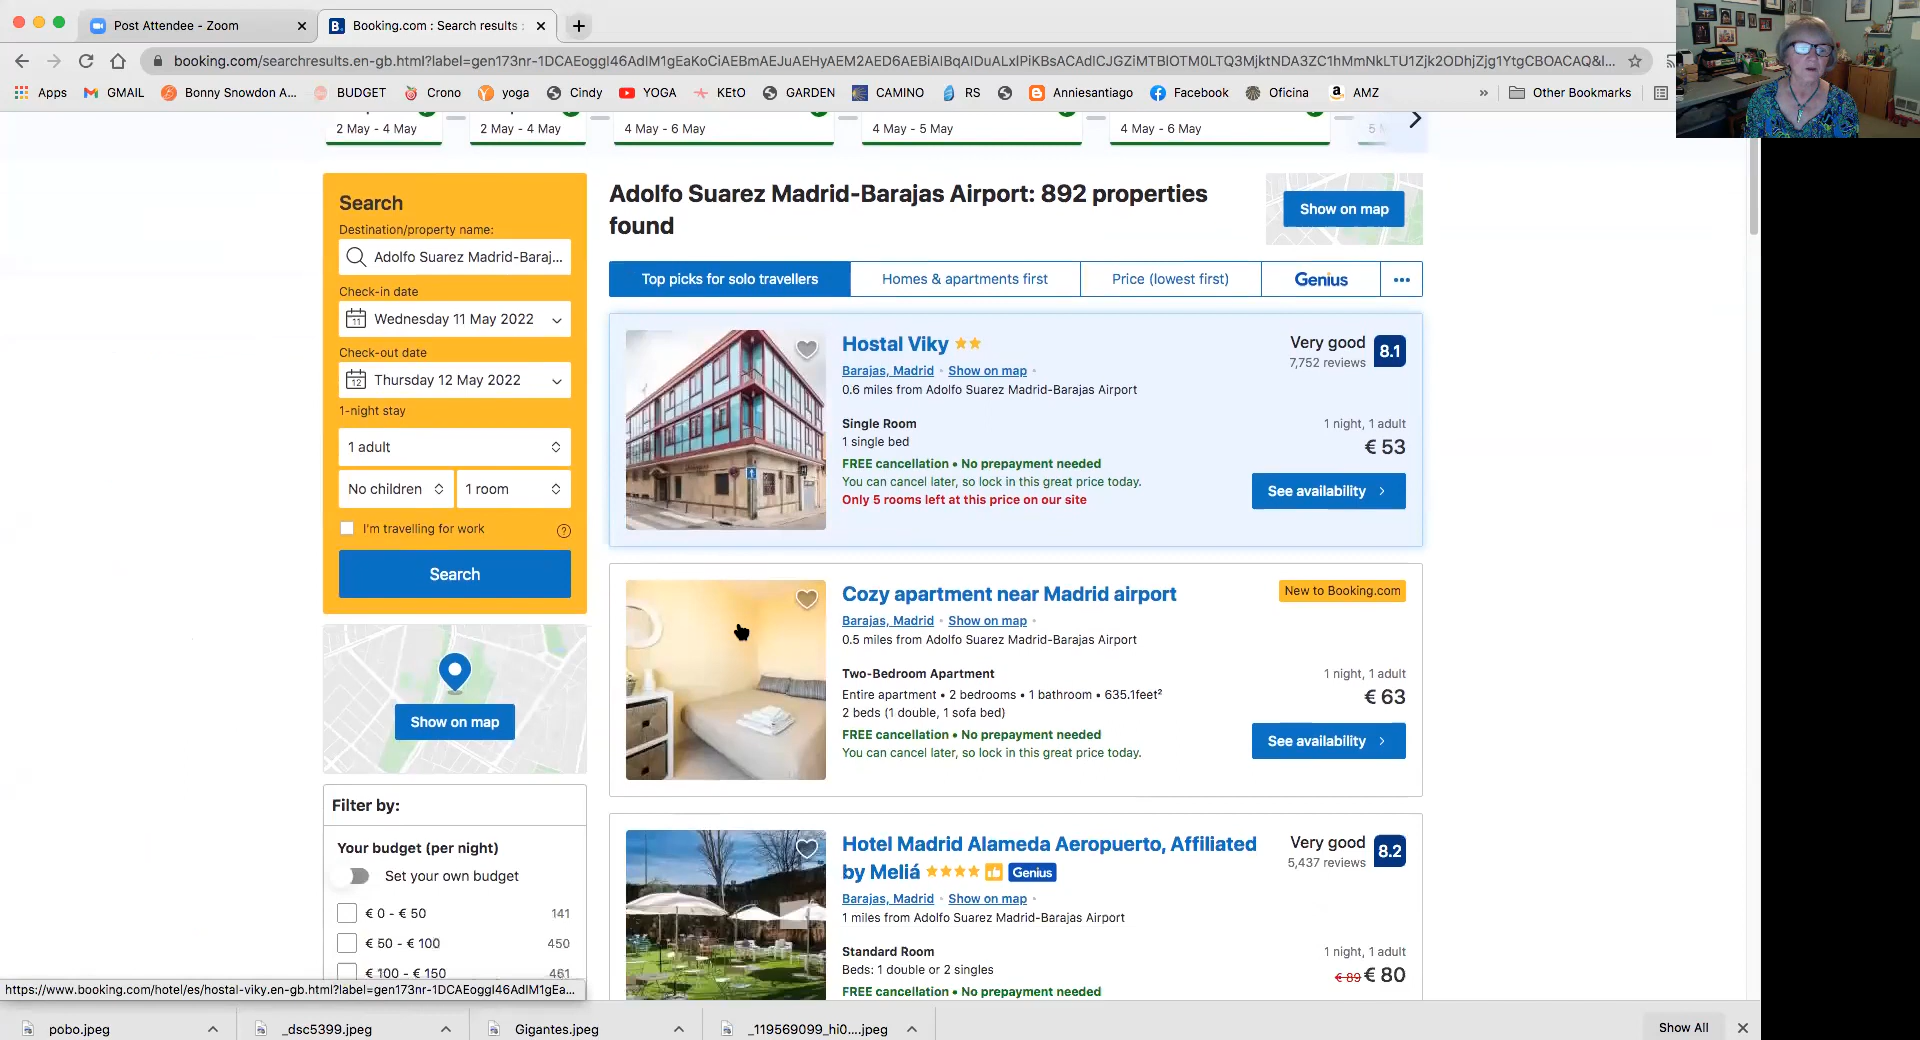 Post Attendee - Zoom
Booking.com : Search results :
booking.com/searchresults.en-gb.html?label=gen173nr-1DCAEoggI46AdIM1gEaKoCiAEBmAEJuAEHyAEM2AED6AEBiAIBqAIDuALxIPiKBsACAdICJGZiMTBIOTM0LTQ3MjktNDA3ZC1hMmNkLTU1Zjk2ODhjZjg1YtgCBOACAQ&l...
Apps GMAIL Bonny Snowdon A... BUDGET Crono yoga Cindy YOGA KEtO GARDEN CAMINO RS Anniesantiago Facebook Oficina AMZ » Other Bookmarks
2 May - 4 May 2 May - 4 May 4 May - 6 May 4 May - 5 May 4 May - 6 May
Search
Destination/property name:
Adolfo Suarez Madrid-Baraj...
Check-in date
11 Wednesday 11 May 2022
Check-out date
12 Thursday 12 May 2022
1-night stay
1 adult
No children 1 room
I'm travelling for work ?
Search
Show on map
Filter by:
Your budget (per night)
Set your own budget
€ 0 - € 50 141
€ 50 - € 100 450
€ 100 - € 150 461
Adolfo Suarez Madrid-Barajas Airport: 892 properties
found
Show on map
Top picks for solo travellers Homes & apartments first Price (lowest first) Genius
Hostal Viky
Very good 8.1
7,752 reviews
Barajas, Madrid · Show on map ·
0.6 miles from Adolfo Suarez Madrid-Barajas Airport
Single Room
1 night, 1 adult
1 single bed
€ 53
FREE cancellation • No prepayment needed
You can cancel later, so lock in this great price today.
See availability
Only 5 rooms left at this price on our site
Cozy apartment near Madrid airport
New to Booking.com
Barajas, Madrid · Show on map ·
0.5 miles from Adolfo Suarez Madrid-Barajas Airport
Two-Bedroom Apartment
1 night, 1 adult
Entire apartment • 2 bedrooms • 1 bathroom • 635.1feet²
€ 63
2 beds (1 double, 1 sofa bed)
FREE cancellation • No prepayment needed
See availability
You can cancel later, so lock in this great price today.
Hotel Madrid Alameda Aeropuerto, Affiliated
by Meliá Genius
Very good 8.2
5,437 reviews
Barajas, Madrid · Show on map ·
1 miles from Adolfo Suarez Madrid-Barajas Airport
Standard Room
1 night, 1 adult
Beds: 1 double or 2 singles
€ 89 € 80
FREE cancellation • No prepayment needed
https://www.booking.com/hotel/es/hostal-viky.en-gb.html?label=gen173nr-1DCAEoggI46AdIM1gEa...
pobo.jpeg _dsc5399.jpeg Gigantes.jpeg _119569099_hi0....jpeg Show All